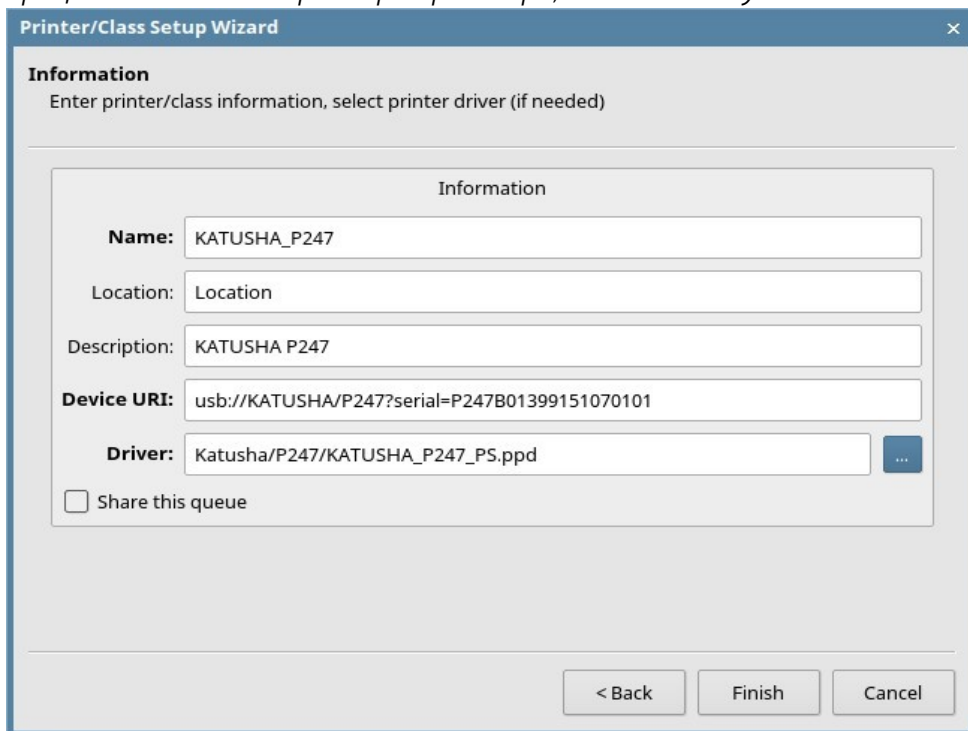 Printer/Class Setup Wizard
×
Information
Enter printer/class information, select printer driver (if needed)
Information
Name: KATUSHA_P247
Location: Location
Description: KATUSHA P247
Device URI: usb://KATUSHA/P247?serial=P247B01399151070101
Driver: Katusha/P247/KATUSHA_P247_PS.ppd ...
Share this queue
< Back Finish Cancel